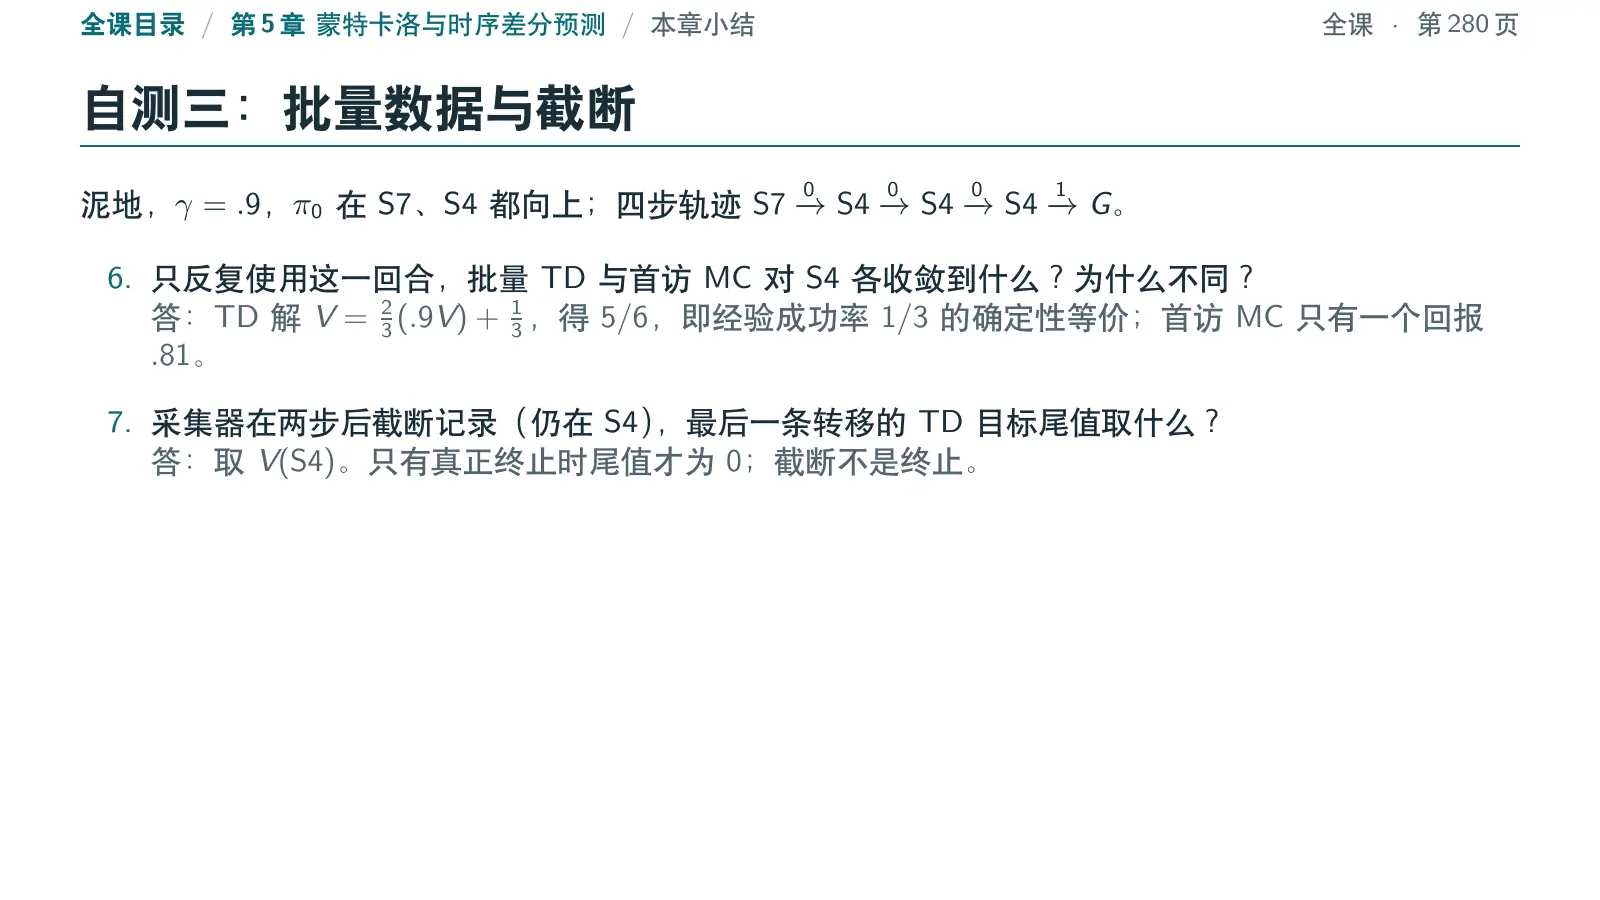 全课目录 / 第 5 章 蒙特卡洛与时序差分预测 / 本章小结 全课 · 第 280 页
自测三：批量数据与截断
泥地，γ = .9，π₀ 在 S7、S4 都向上；四步轨迹 S7 →⁰ S4 →⁰ S4 →⁰ S4 →¹ G。
6. 只反复使用这一回合，批量 TD 与首访 MC 对 S4 各收敛到什么？为什么不同？
答：TD 解 V = 2/3(.9V) + 1/3，得 5/6，即经验成功率 1/3 的确定性等价；首访 MC 只有一个回报
.81。
7. 采集器在两步后截断记录（仍在 S4），最后一条转移的 TD 目标尾值取什么？
答：取 V(S4)。只有真正终止时尾值才为 0；截断不是终止。